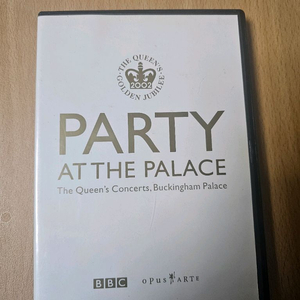 THE QUEEN'S
2002
GOLDEN JUBILEE
PARTY
AT THE PALACE
The Queen's Concerts, Buckingham Palace
BBC
OPUS ARTE